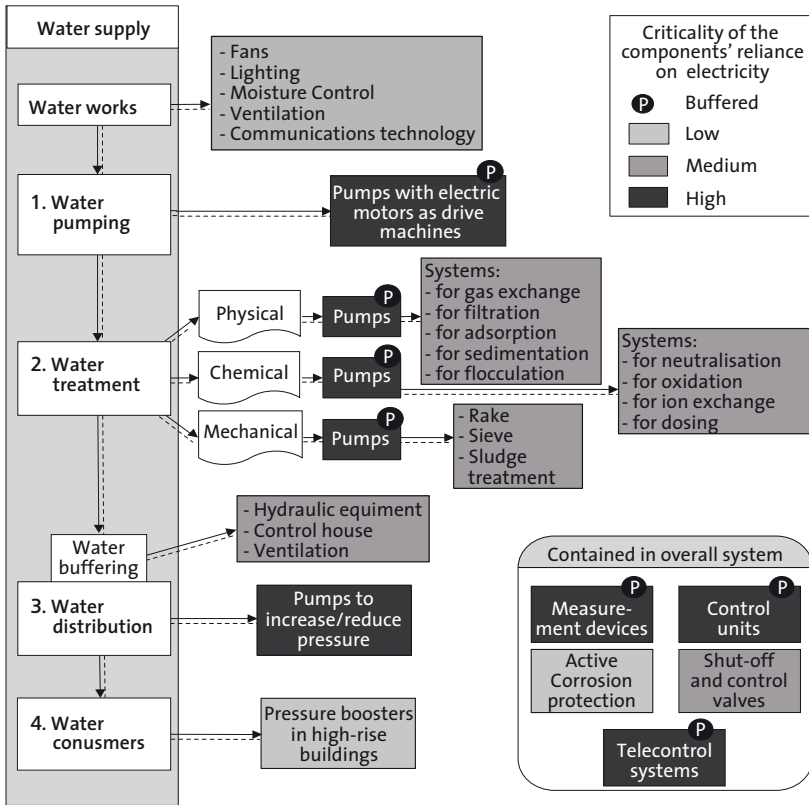 Water supply
Water works
- Fans
- Lighting
- Moisture Control
- Ventilation
- Communications technology
Criticality of the
components' reliance
on electricity
P Buffered
Low
Medium
High
1. Water
pumping
P
Pumps with electric
motors as drive
machines
2. Water
treatment
Physical
P
Pumps
Systems:
- for gas exchange
- for filtration
- for adsorption
- for sedimentation
- for flocculation
Chemical
P
Pumps
Systems:
- for neutralisation
- for oxidation
- for ion exchange
- for dosing
Mechanical
P
Pumps
- Rake
- Sieve
- Sludge
treatment
Water
buffering
- Hydraulic equiment
- Control house
- Ventilation
3. Water
distribution
Pumps to
increase/reduce
pressure
4. Water
conusmers
Pressure boosters
in high-rise
buildings
Contained in overall system
P
Measure-
ment devices
P
Control
units
Active
Corrosion
protection
Shut-off
and control
valves
P
Telecontrol
systems